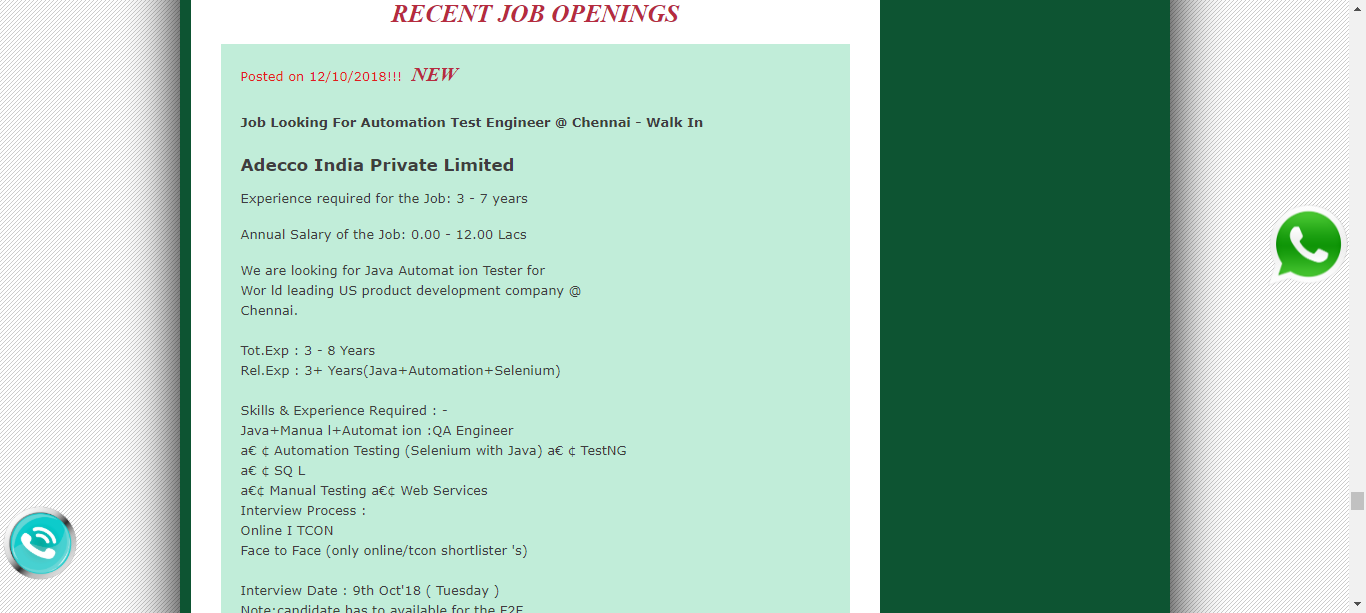 RECENT JOB OPENINGS
Posted on 12/10/2018!!! NEW
Job Looking For Automation Test Engineer @ Chennai - Walk In
Adecco India Private Limited
Experience required for the Job: 3 - 7 years
Annual Salary of the Job: 0.00 - 12.00 Lacs
We are looking for Java Automat ion Tester for
Wor ld leading US product development company @
Chennai.
Tot.Exp : 3 - 8 Years
Rel.Exp : 3+ Years(Java+Automation+Selenium)
Skills & Experience Required : -
Java+Manua l+Automat ion :QA Engineer
a€ ¢ Automation Testing (Selenium with Java) a€ ¢ TestNG
a€ ¢ SQ L
a€¢ Manual Testing a€¢ Web Services
Interview Process :
Online I TCON
Face to Face (only online/tcon shortlister 's)
Interview Date : 9th Oct'18 ( Tuesday )
Note:candidate has to available for the F2F